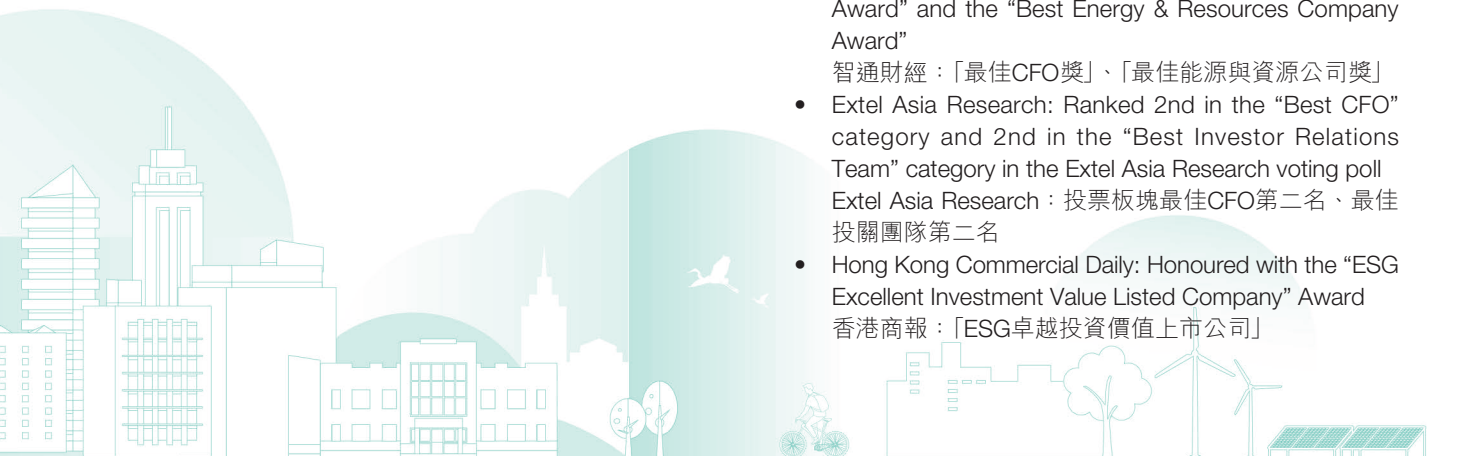 Award” and the “Best Energy & Resources Company
Award”
智通財經：「最佳CFO獎」、「最佳能源與資源公司獎」
• Extel Asia Research: Ranked 2nd in the “Best CFO”
category and 2nd in the “Best Investor Relations
Team” category in the Extel Asia Research voting poll
Extel Asia Research：投票板塊最佳CFO第二名、最佳
投關團隊第二名
• Hong Kong Commercial Daily: Honoured with the “ESG
Excellent Investment Value Listed Company” Award
香港商報：「ESG卓越投資價值上市公司」